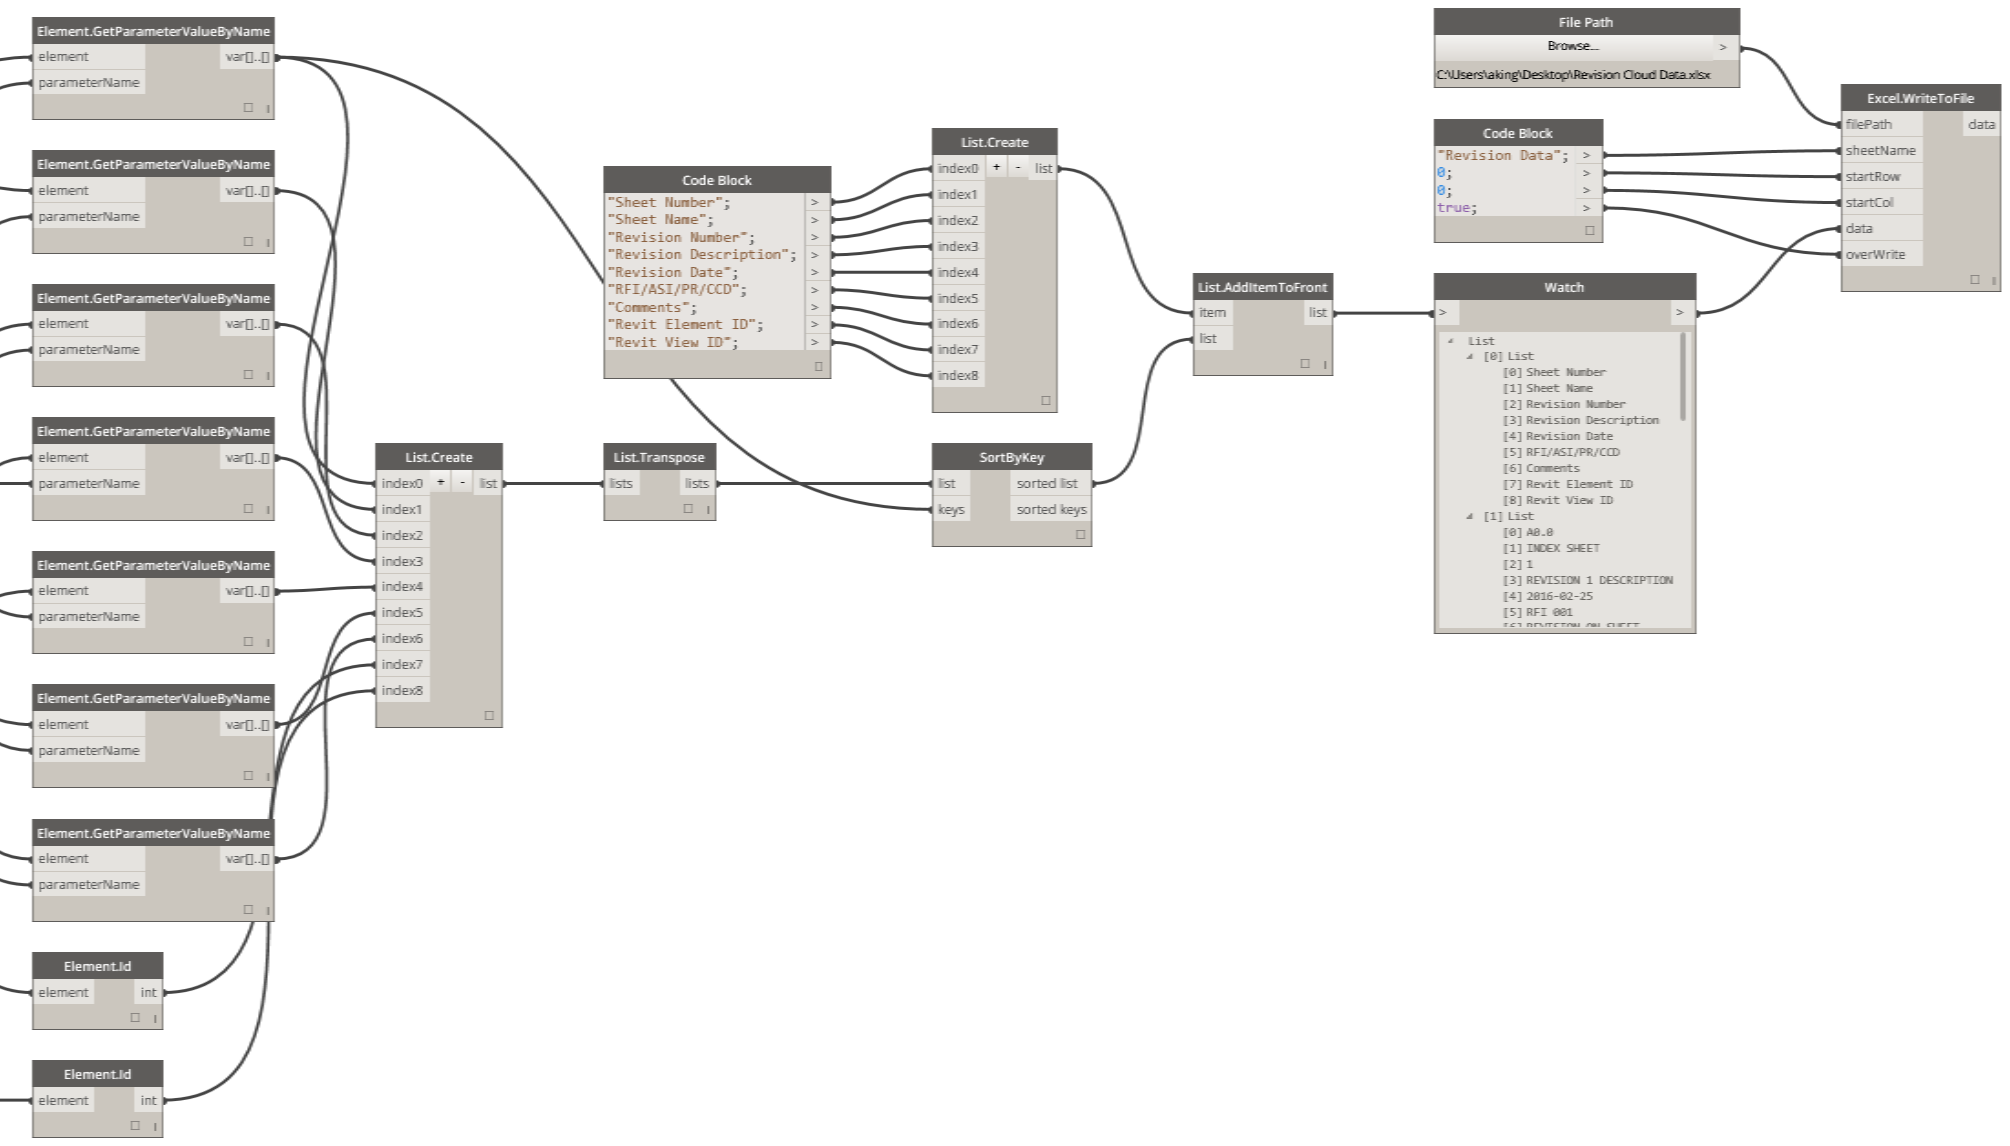 Element.GetParameterValueByName
element
var[]..[]
parameterName
Element.GetParameterValueByName
element
var[]..[]
parameterName
Element.GetParameterValueByName
element
var[]..[]
parameterName
Element.GetParameterValueByName
element
var[]..[]
parameterName
Element.GetParameterValueByName
element
var[]..[]
parameterName
Element.GetParameterValueByName
element
var[]..[]
parameterName
Element.GetParameterValueByName
element
var[]..[]
parameterName
Element.Id
element
int
Element.Id
element
int
List.Create
index0 + - list
index1
index2
index3
index4
index5
index6
index7
index8
Code Block
"Sheet Number"; >
"Sheet Name"; >
"Revision Number"; >
"Revision Description"; >
"Revision Date"; >
"RFI/ASI/PR/CCD"; >
"Comments"; >
"Revit Element ID"; >
"Revit View ID"; >
List.Transpose
lists
lists
List.Create
index0 + - list
index1
index2
index3
index4
index5
index6
index7
index8
SortByKey
list
sorted list
keys
sorted keys
List.AddItemToFront
item
list
list
File Path
Browse... >
C:\Users\aking\Desktop\Revision Cloud Data.xlsx
Code Block
"Revision Data"; >
0; >
0; >
true; >
Watch
> >
List
[0] List
[0] Sheet Number
[1] Sheet Name
[2] Revision Number
[3] Revision Description
[4] Revision Date
[5] RFI/ASI/PR/CCD
[6] Comments
[7] Revit Element ID
[8] Revit View ID
[1] List
[0] A0.0
[1] INDEX SHEET
[2] 1
[3] REVISION 1 DESCRIPTION
[4] 2016-02-25
[5] RFI 001
[6] REVISION ON SHEET
Excel.WriteToFile
filePath
data
sheetName
startRow
startCol
data
overWrite